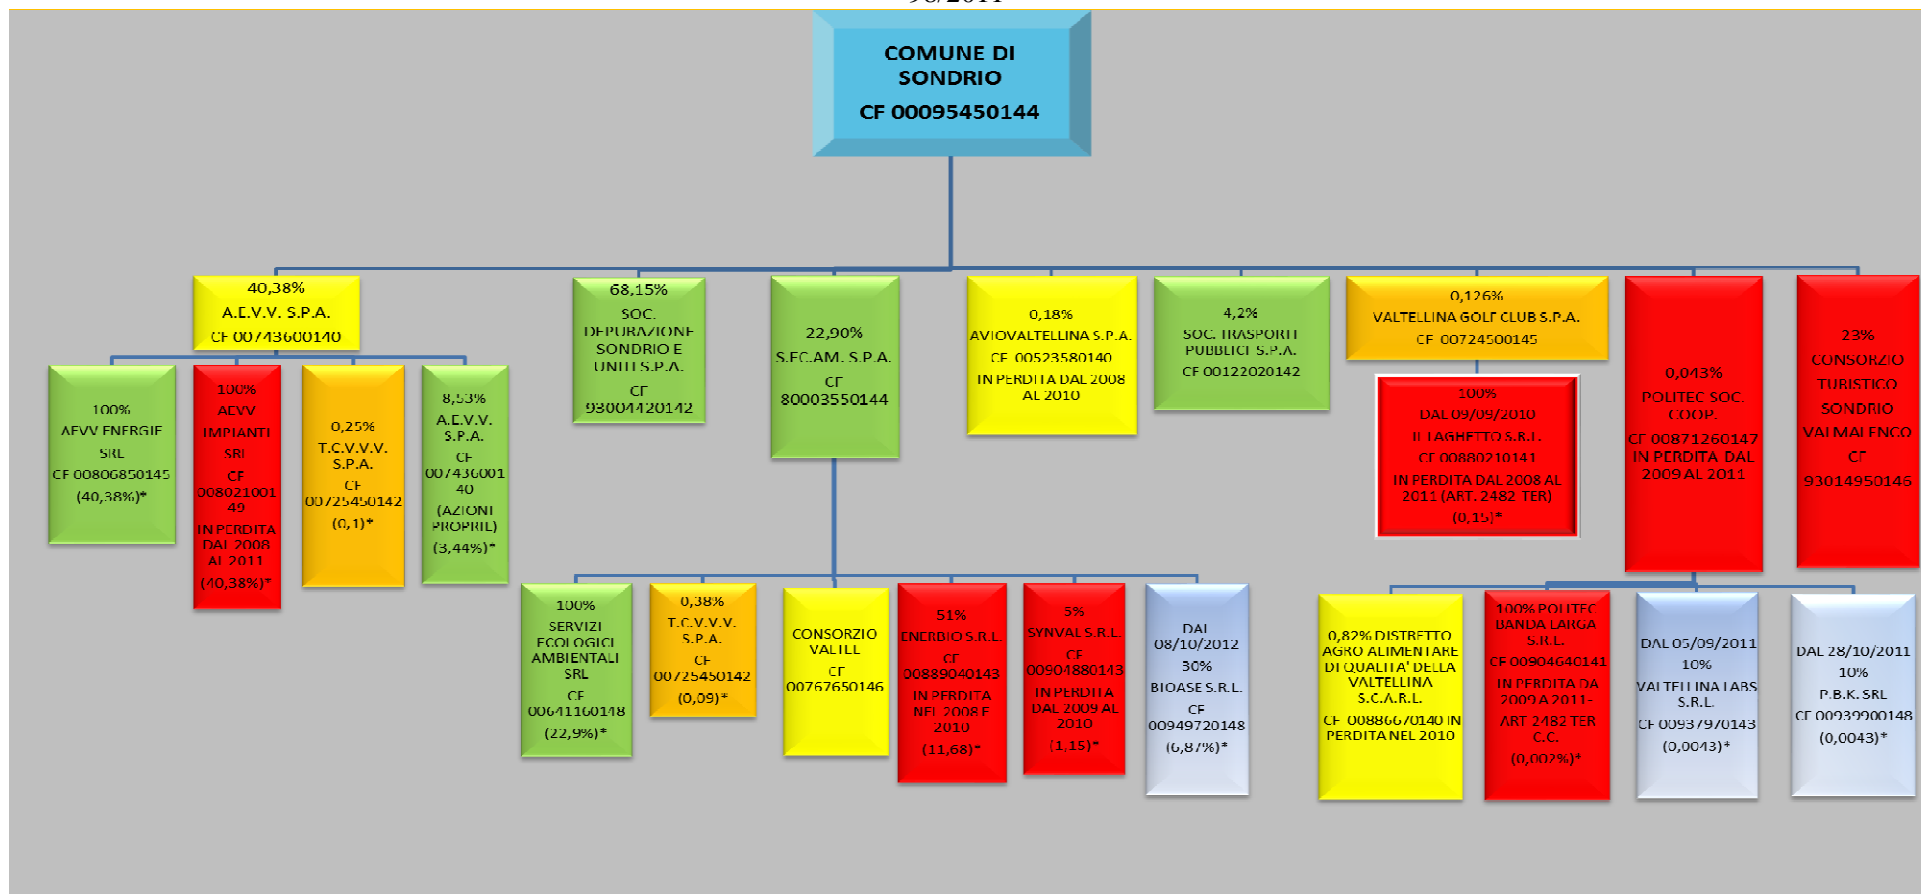 98/2011
COMUNE DI
SONDRIO
CF 00095450144
40,38%
A.E.V.V. S.P.A.
CF 00743600140
68,15%
SOC.
DEPURAZIONE
SONDRIO E
UNITI S.P.A.
CF
93004420142
22,90%
S.EC.AM. S.P.A.
CF
80003550144
0,18%
AVIOVALTELLINA S.P.A.
CF 00523580140
IN PERDITA DAL 2008
AL 2010
4,2%
SOC. TRASPORTI
PUBBLICI S.P.A.
CF 00122020142
0,126%
VALTELLINA GOLF CLUB S.P.A.
CF 00724500145
0,043%
POLITEC SOC.
COOP.
CF 00871260147
IN PERDITA DAL
2009 AL 2011
23%
CONSORZIO
TURISTICO
SONDRIO
VALMALENCO
CF
93014950146
100%
AEVV ENERGIE
SRL
CF 00806850145
(40,38%)*
100%
AEVV
IMPIANTI
SRL
CF
008021001
49
IN PERDITA
DAL 2008
AL 2011
(40,38%)*
0,25%
T.C.V.V.V.
S.P.A.
CF
00725450142
(0,1)*
8,53%
A.E.V.V.
S.P.A.
CF
007436001
40
(AZIONI
PROPRIE)
(3,44%)*
100%
DAL 09/09/2010
IL LAGHETTO S.R.L.
CF 00880210141
IN PERDITA DAL 2008 AL
2011 (ART. 2482 TER)
(0,15)*
100%
SERVIZI
ECOLOGICI
AMBIENTALI
SRL
CF
00641160148
(22,9%)*
0,38%
T.C.V.V.V.
S.P.A.
CF
00725450142
(0,09)*
CONSORZIO
VALTEL
CF
00767650146
51%
ENERBIO S.R.L.
CF
00889040143
IN PERDITA
NEL 2008 E
2010
(11,68)*
5%
SYNVAL S.R.L.
CF
00904880143
IN PERDITA
DAL 2009 AL
2010
(1,15)*
DAL
08/10/2012
30%
BIOASE S.R.L.
CF
00949720148
(6,87%)*
0,82% DISTRETTO
AGRO ALIMENTARE
DI QUALITA' DELLA
VALTELLINA
S.C.A.R.L.
CF 00886670140 IN
PERDITA NEL 2010
100% POLITEC
BANDA LARGA
S.R.L.
CF 00904640141
IN PERDITA DA
2009 A 2011-
ART 2482 TER
C.C.
(0,002%)*
DAL 05/09/2011
10%
VALTELLINA LABS
S.R.L.
CF 00937970143
(0,0043)*
DAL 28/10/2011
10%
P.B.K. SRL
CF 00939900148
(0,0043)*